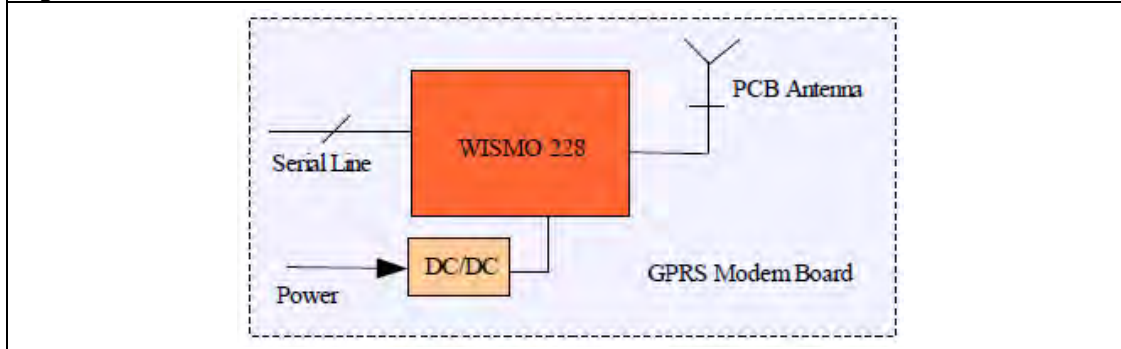 PCB Antenna
WISMO 228
Serial Line
DC/DC
GPRS Modem Board
Power